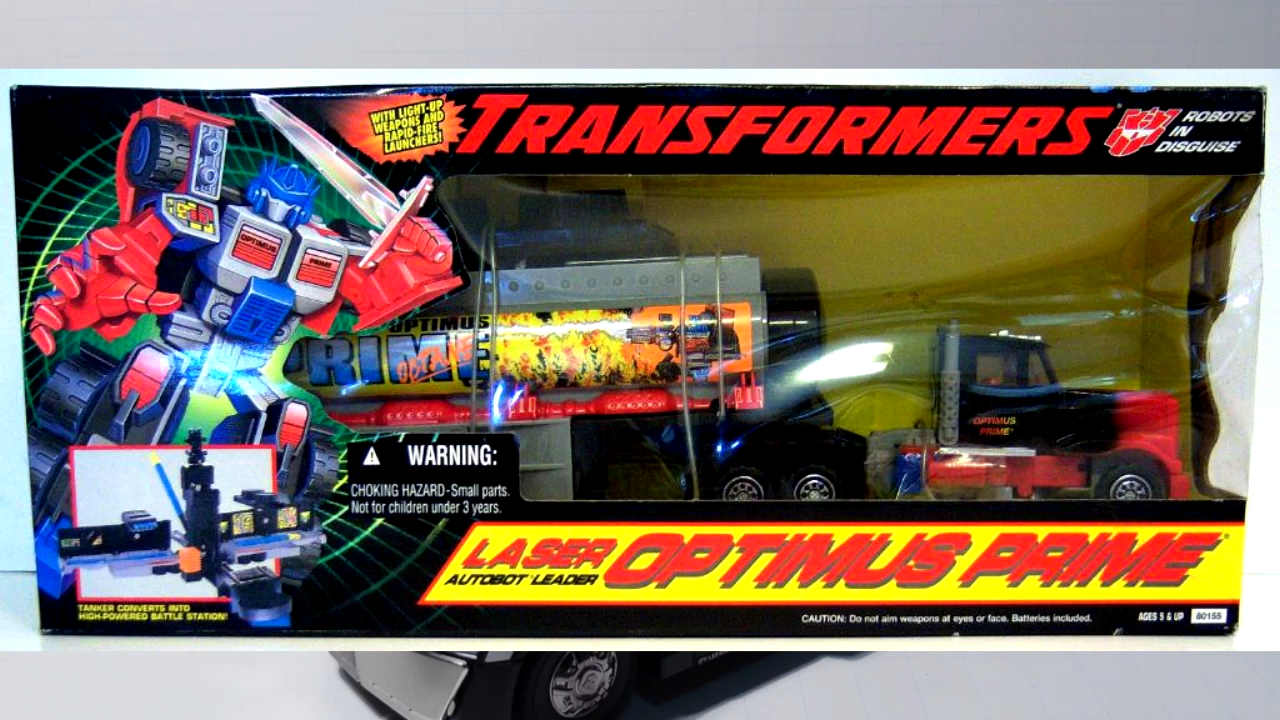 WITH LIGHT-UP
WEAPONS AND
RAPID-FIRE
LAUNCHERS!
TRANSFORMERS®
ROBOTS
IN
DISGUISE®
OPTIMUS
PRIME
OPTIMUS
PRIME
OCTANE
OPTIMUS
PRIME®
WARNING:
CHOKING HAZARD-Small parts.
Not for children under 3 years.
LASER
AUTOBOT® LEADER
OPTIMUS PRIME®
TANKER CONVERTS INTO
HIGH-POWERED BATTLE STATION!
CAUTION: Do not aim weapons at eyes or face. Batteries included.
AGES 5 & UP
80155